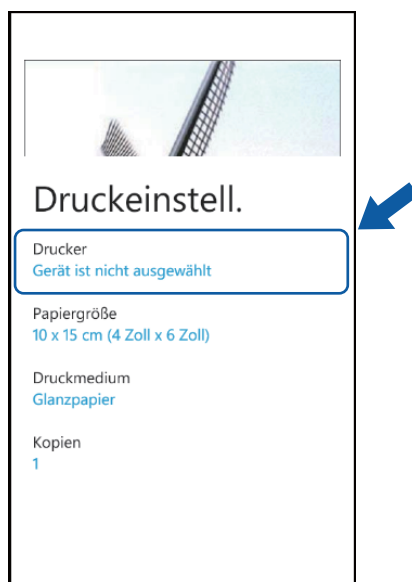 Druckeinstell.
Drucker
Gerät ist nicht ausgewählt
Papiergröße
10 x 15 cm (4 Zoll x 6 Zoll)
Druckmedium
Glanzpapier
Kopien
1